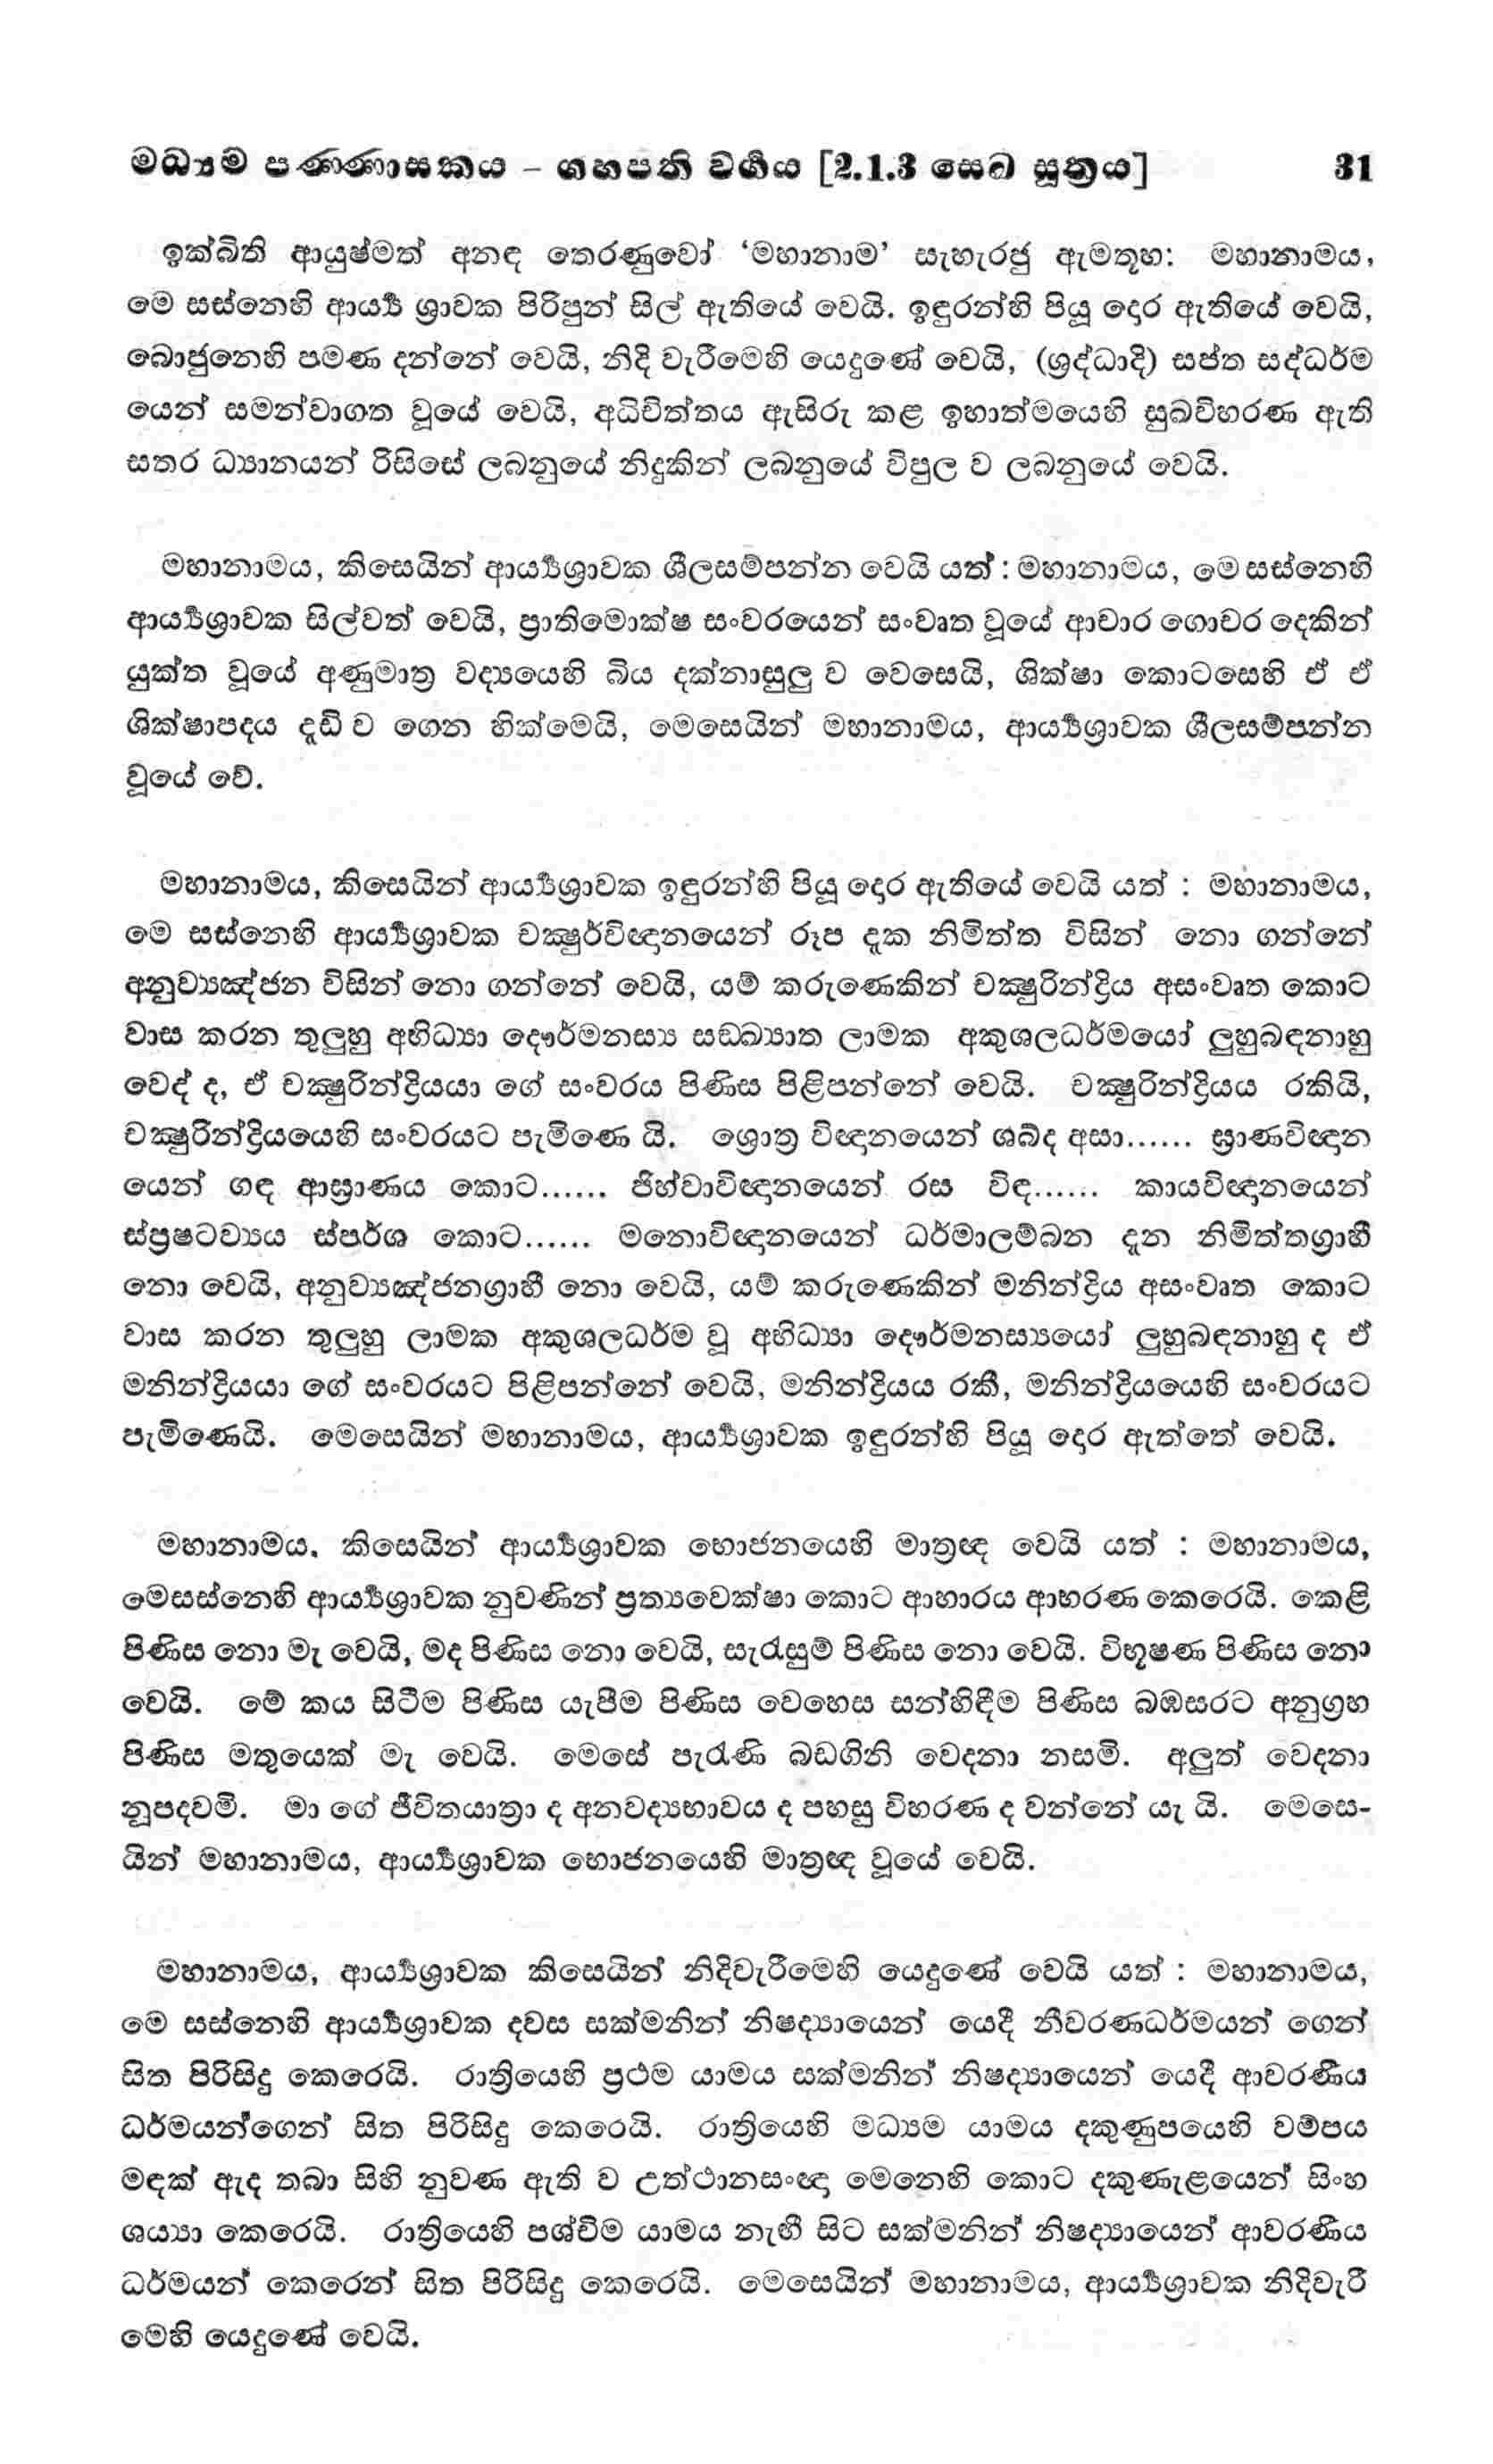 මධ්‍යම පණ්ණාසකය – ගහපති වර්ගය [2.1.3 සෙඛ සූත්‍රය] 31
ඉක්බිති ආයුෂ්මත් අනඳ තෙරණුවෝ ‘මහානාම’ සැහැරජු ඇමතූහ: මහානාමය,
මෙ සස්නෙහි ආර්‍ය්‍ය ශ්‍රාවක පිරිපුන් සිල් ඇතියේ වෙයි. ඉඳුරන්හි පියූ දොර ඇතියේ වෙයි,
බොජුනෙහි පමණ දන්නේ වෙයි, නිදි වැරීමෙහි යෙදුණේ වෙයි, (ශ්‍රද්ධාදි) සප්ත සද්ධර්ම
යෙන් සමන්වාගත වූයේ වෙයි, අධිචිත්තය ඇසිරු කළ ඉහාත්මයෙහි සුඛවිහරණ ඇති
සතර ධ්‍යානයන් රිසිසේ ලබනුයේ නිදුකින් ලබනුයේ විපුල ව ලබනුයේ වෙයි.
මහානාමය, කිසෙයින් ආර්‍ය්‍යශ්‍රාවක ශීලසම්පන්න වෙයි යත් : මහානාමය, මෙ සස්නෙහි
ආර්‍ය්‍යශ්‍රාවක සිල්වත් වෙයි, ප්‍රාතිමොක්ෂ සංවරයෙන් සංවෘත වූයේ ආචාර ගොචර දෙකින්
යුක්ත වූයේ අණුමාත්‍ර වද්‍යයෙහි බිය දක්නාසුලු ව වෙසෙයි, ශික්ෂා කොටසෙහි ඒ ඒ
ශික්ෂාපදය දැඩි ව ගෙන හික්මෙයි, මෙසෙයින් මහානාමය, ආර්‍ය්‍යශ්‍රාවක ශීලසම්පන්න
වූයේ වේ.
මහානාමය, කිසෙයින් ආර්‍ය්‍යශ්‍රාවක ඉඳුරන්හි පියූ දොර ඇතියේ වෙයි යත් : මහානාමය,
මෙ සස්නෙහි ආර්‍ය්‍යශ්‍රාවක චක්‍ෂුර්විඥානයෙන් රූප දැක නිමිත්ත විසින් නො ගන්නේ
අනුව්‍යඤ්ජන විසින් නො ගන්නේ වෙයි, යම් කරුණෙකින් චක්‍ෂුරින්ද්‍රිය අසංවෘත කොට
වාස කරන තුලුහු අභිධ්‍යා දෞර්මනස්‍ය සඞ්ඛ්‍යාත ලාමක අකුශලධර්මයෝ ලුහුබඳනාහු
වෙද් ද, ඒ චක්‍ෂුරින්ද්‍රියයා ගේ සංවරය පිණිස පිළිපන්නේ වෙයි. චක්‍ෂුරින්ද්‍රියය රකියි,
චක්‍ෂුරින්ද්‍රියයෙහි සංවරයට පැමිණෙ යි. ශ්‍රොත්‍ර විඥානයෙන් ශබ්ද අසා...... ඝ්‍රාණවිඥාන
යෙන් ගඳ ආඝ්‍රාණය කොට...... ජිහ්වාවිඥානයෙන් රස විඳ...... කායවිඥානයෙන්
ස්ප්‍රෂටව්‍යය ස්පර්ශ කොට...... මනොවිඥානයෙන් ධර්මාලම්බන දැන නිමිත්තග්‍රාහී
නො වෙයි, අනුව්‍යඤ්ජනග්‍රාහී නො වෙයි, යම් කරුණෙකින් මනින්ද්‍රිය අසංවෘත කොට
වාස කරන තුලුහු ලාමක අකුශලධර්ම වූ අභිධ්‍යා දෞර්මනස්‍යයෝ ලුහුබඳනාහු ද ඒ
මනින්ද්‍රියයා ගේ සංවරයට පිළිපන්නේ වෙයි, මනින්ද්‍රියය රකී, මනින්ද්‍රියයෙහි සංවරයට
පැමිණෙයි. මෙසෙයින් මහානාමය, ආර්‍ය්‍යශ්‍රාවක ඉඳුරන්හි පියූ දොර ඇත්තේ වෙයි.
මහානාමය, කිසෙයින් ආර්‍ය්‍යශ්‍රාවක භොජනයෙහි මාත්‍රඥ වෙයි යත් : මහානාමය,
මෙසස්නෙහි ආර්‍ය්‍යශ්‍රාවක නුවණින් ප්‍රත්‍යවෙක්ෂා කොට ආහාරය ආභරණ කෙරෙයි. කෙළි
පිණිස නො මැ වෙයි, මද පිණිස නො වෙයි, සැරසුම් පිණිස නො වෙයි. විභූෂණ පිණිස නො
වෙයි. මේ කය සිටීම පිණිස යැපීම පිණිස වෙහෙස සන්හිඳීම පිණිස බඹසරට අනුග්‍රහ
පිණිස මතුයෙක් මැ වෙයි. මෙසේ පැරණි බඩගිනි වෙදනා නසමි. අලුත් වෙදනා
නූපදවමි. මා ගේ ජීවිතයාත්‍රා ද අනවද්‍යභාවය ද පහසු විහරණ ද වන්නේ යැ යි. මෙසෙ-
යින් මහානාමය, ආර්‍ය්‍යශ්‍රාවක භොජනයෙහි මාත්‍රඥ වූයේ වෙයි.
මහානාමය, ආර්‍ය්‍යශ්‍රාවක කිසෙයින් නිදිවැරීමෙහි යෙදුණේ වෙයි යත් : මහානාමය,
මෙ සස්නෙහි ආර්‍ය්‍යශ්‍රාවක දවස සක්මනින් නිෂද්‍යායෙන් යෙදී නීවරණධර්මයන් ගෙන්
සිත පිරිසිදු කෙරෙයි. රාත්‍රියෙහි ප්‍රථම යාමය සක්මනින් නිෂද්‍යායෙන් යෙදී ආවරණීය
ධර්මයන්ගෙන් සිත පිරිසිදු කෙරෙයි. රාත්‍රියෙහි මධ්‍යම යාමය දකුණුපයෙහි වම්පය
මඳක් ඇද තබා සිහි නුවණ ඇති ව උත්ථානසංඥා මෙනෙහි කොට දකුණැළයෙන් සිංහ
ශය්‍යා කෙරෙයි. රාත්‍රියෙහි පශ්චිම යාමය නැඟී සිට සක්මනින් නිෂද්‍යායෙන් ආවරණීය
ධර්මයන් කෙරෙන් සිත පිරිසිදු කෙරෙයි. මෙසෙයින් මහානාමය, ආර්‍ය්‍යශ්‍රාවක නිදිවැරී
මෙහි යෙදුණේ වෙයි.